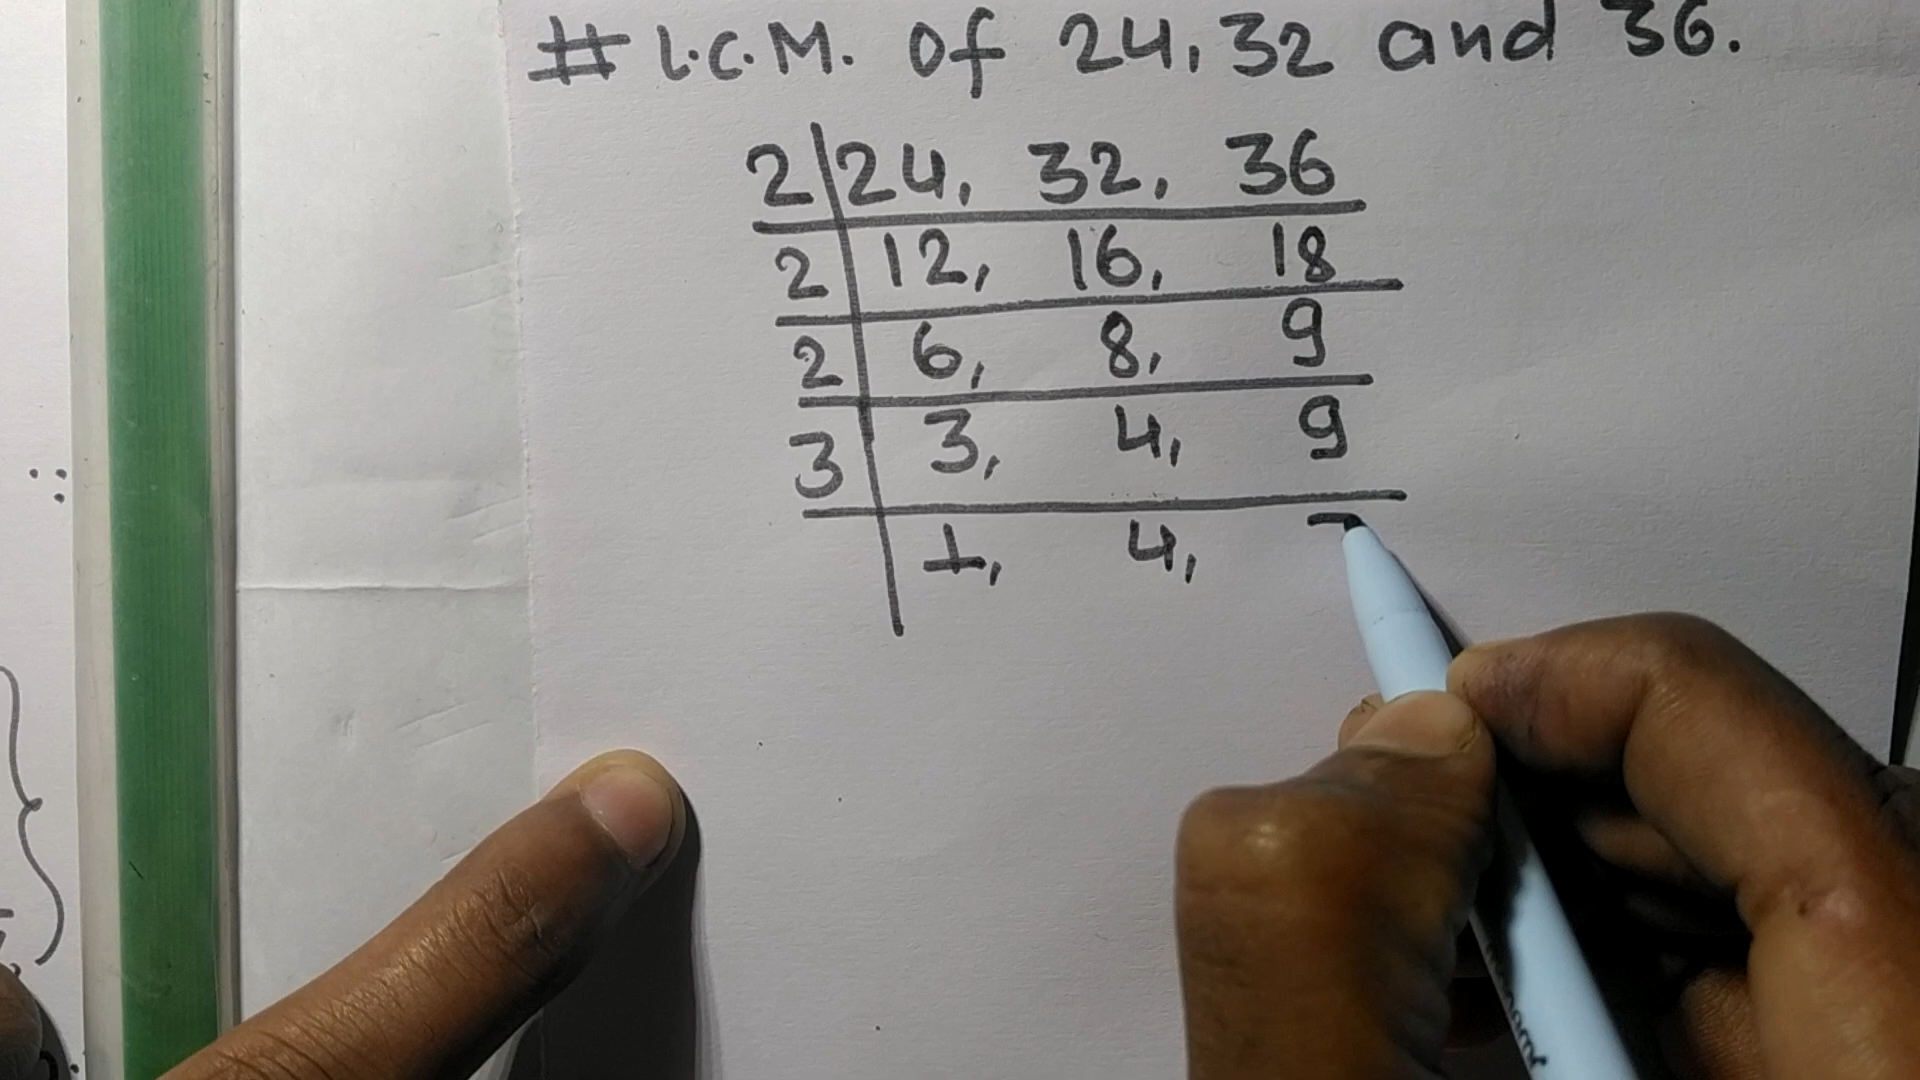 # L.C.M. of 24, 32 and 36.
2 24, 32, 36
2 12, 16, 18
2 6, 8, 9
3 3, 4, 9
1, 4,